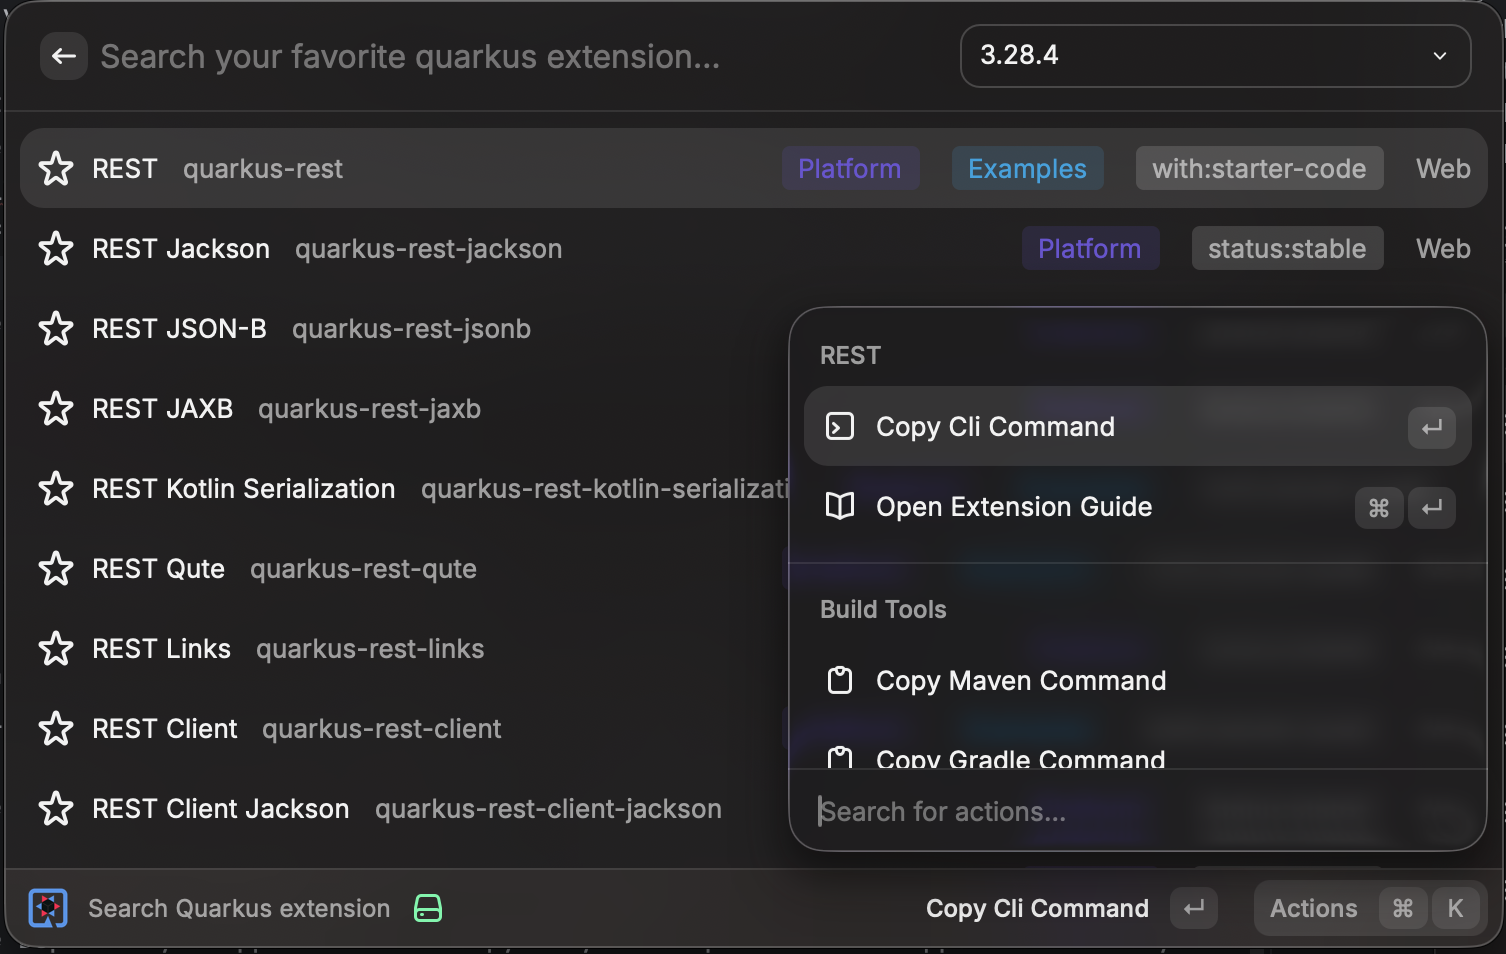 Search your favorite quarkus extension...
3.28.4
REST quarkus-rest Platform Examples with:starter-code Web
REST Jackson quarkus-rest-jackson Platform status:stable Web
REST JSON-B quarkus-rest-jsonb
REST JAXB quarkus-rest-jaxb
REST Kotlin Serialization quarkus-rest-kotlin-serializati
REST Qute quarkus-rest-qute
REST Links quarkus-rest-links
REST Client quarkus-rest-client
REST Client Jackson quarkus-rest-client-jackson
REST
Copy Cli Command ↵
Open Extension Guide ⌘ ↵
Build Tools
Copy Maven Command
Copy Gradle Command
Search for actions...
Search Quarkus extension
Copy Cli Command ↵
Actions ⌘ K